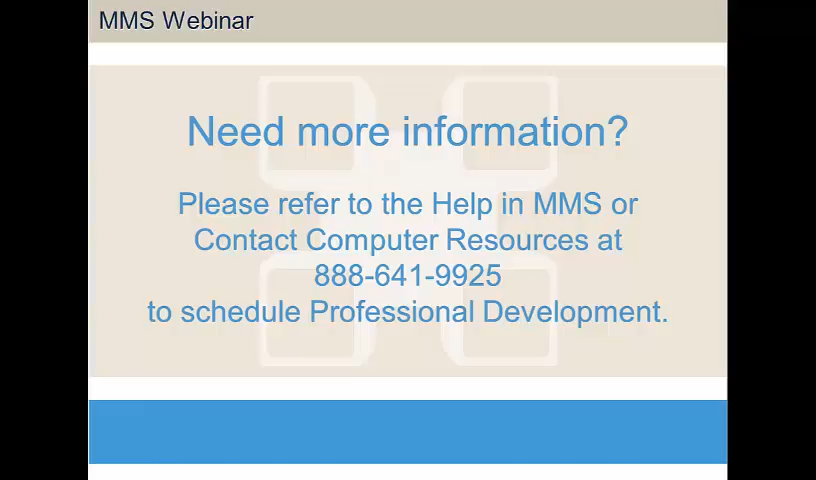 MMS Webinar
Need more information?
Please refer to the Help in MMS or
Contact Computer Resources at
888-641-9925
to schedule Professional Development.